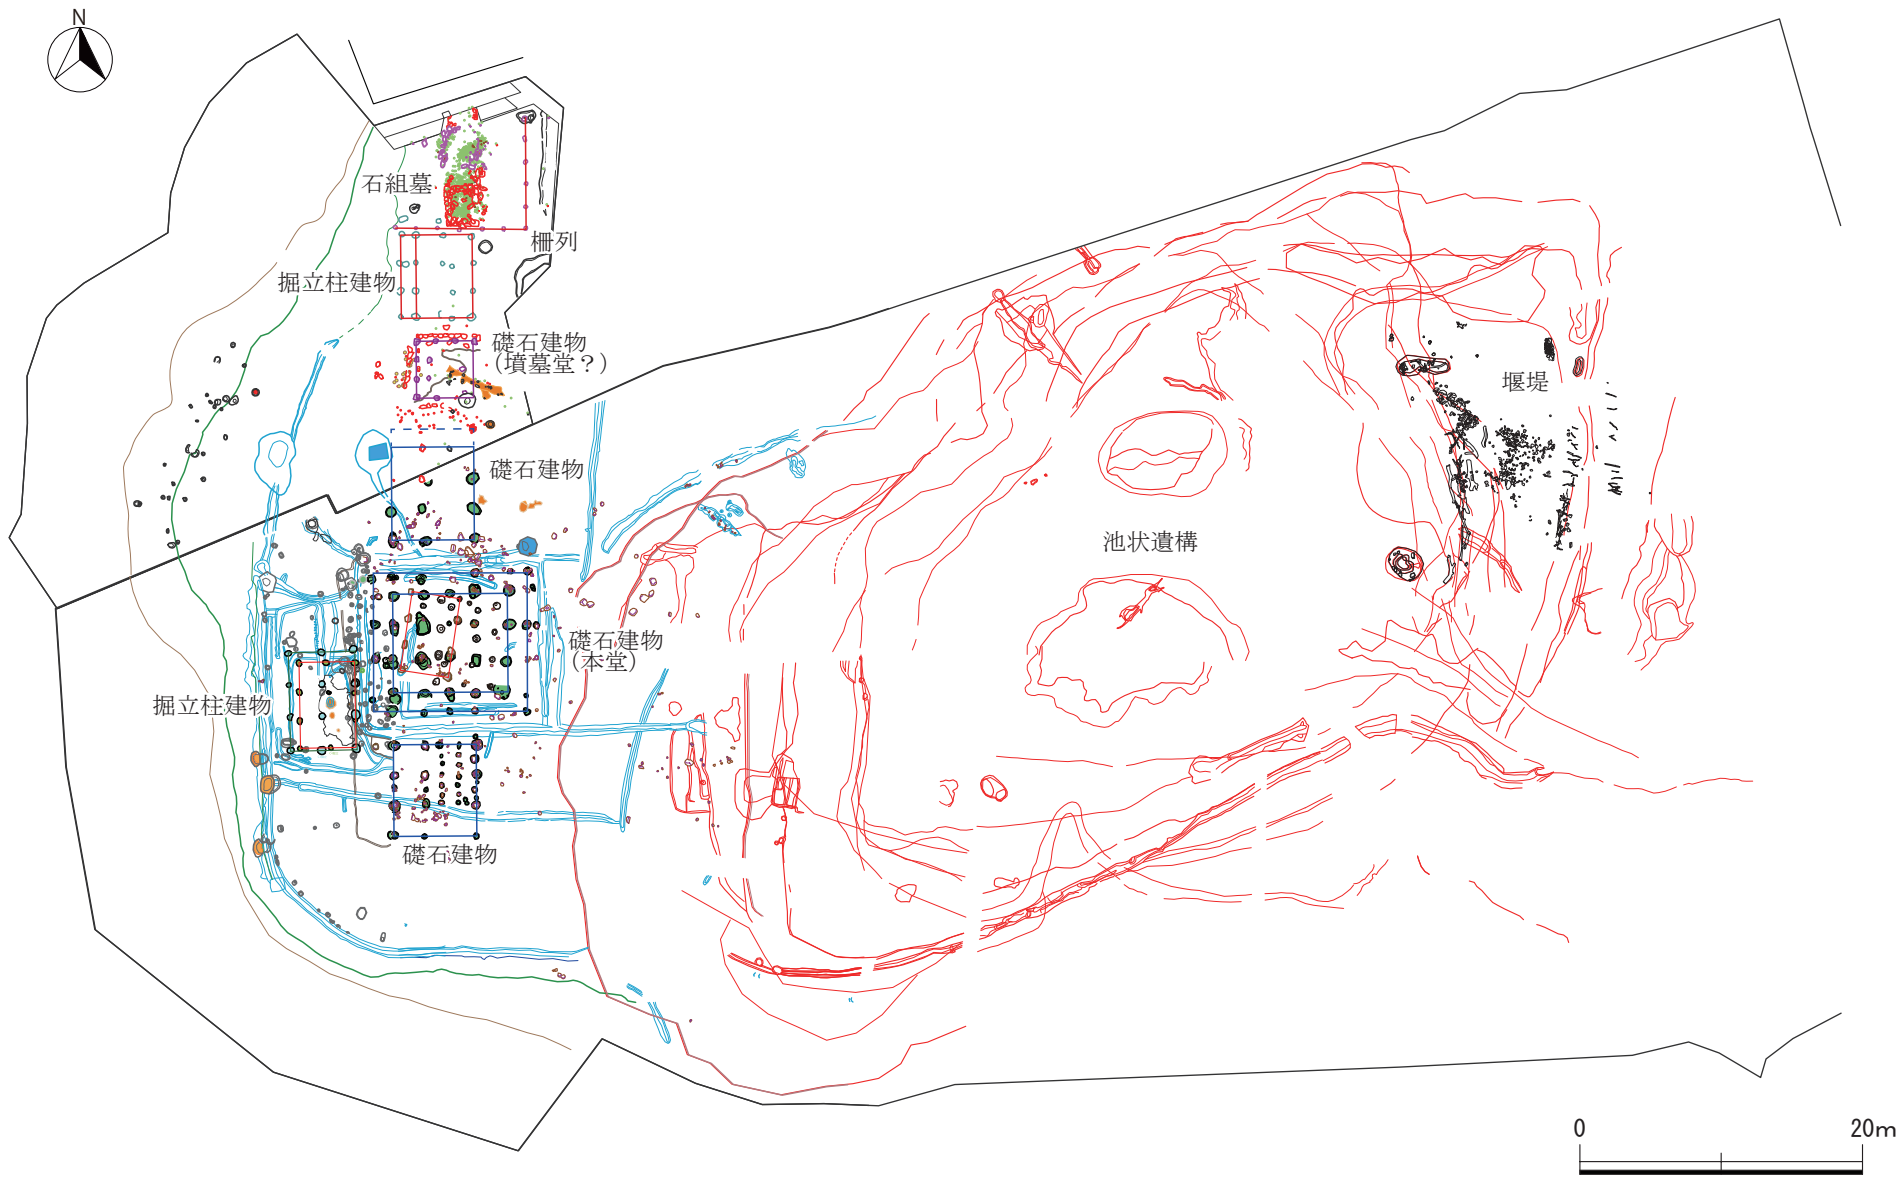 N
石組墓
柵列
掘立柱建物
礎石建物
（墳墓堂？）
堰堤
礎石建物
池状遺構
礎石建物
（本堂）
掘立柱建物
礎石建物
0 20m